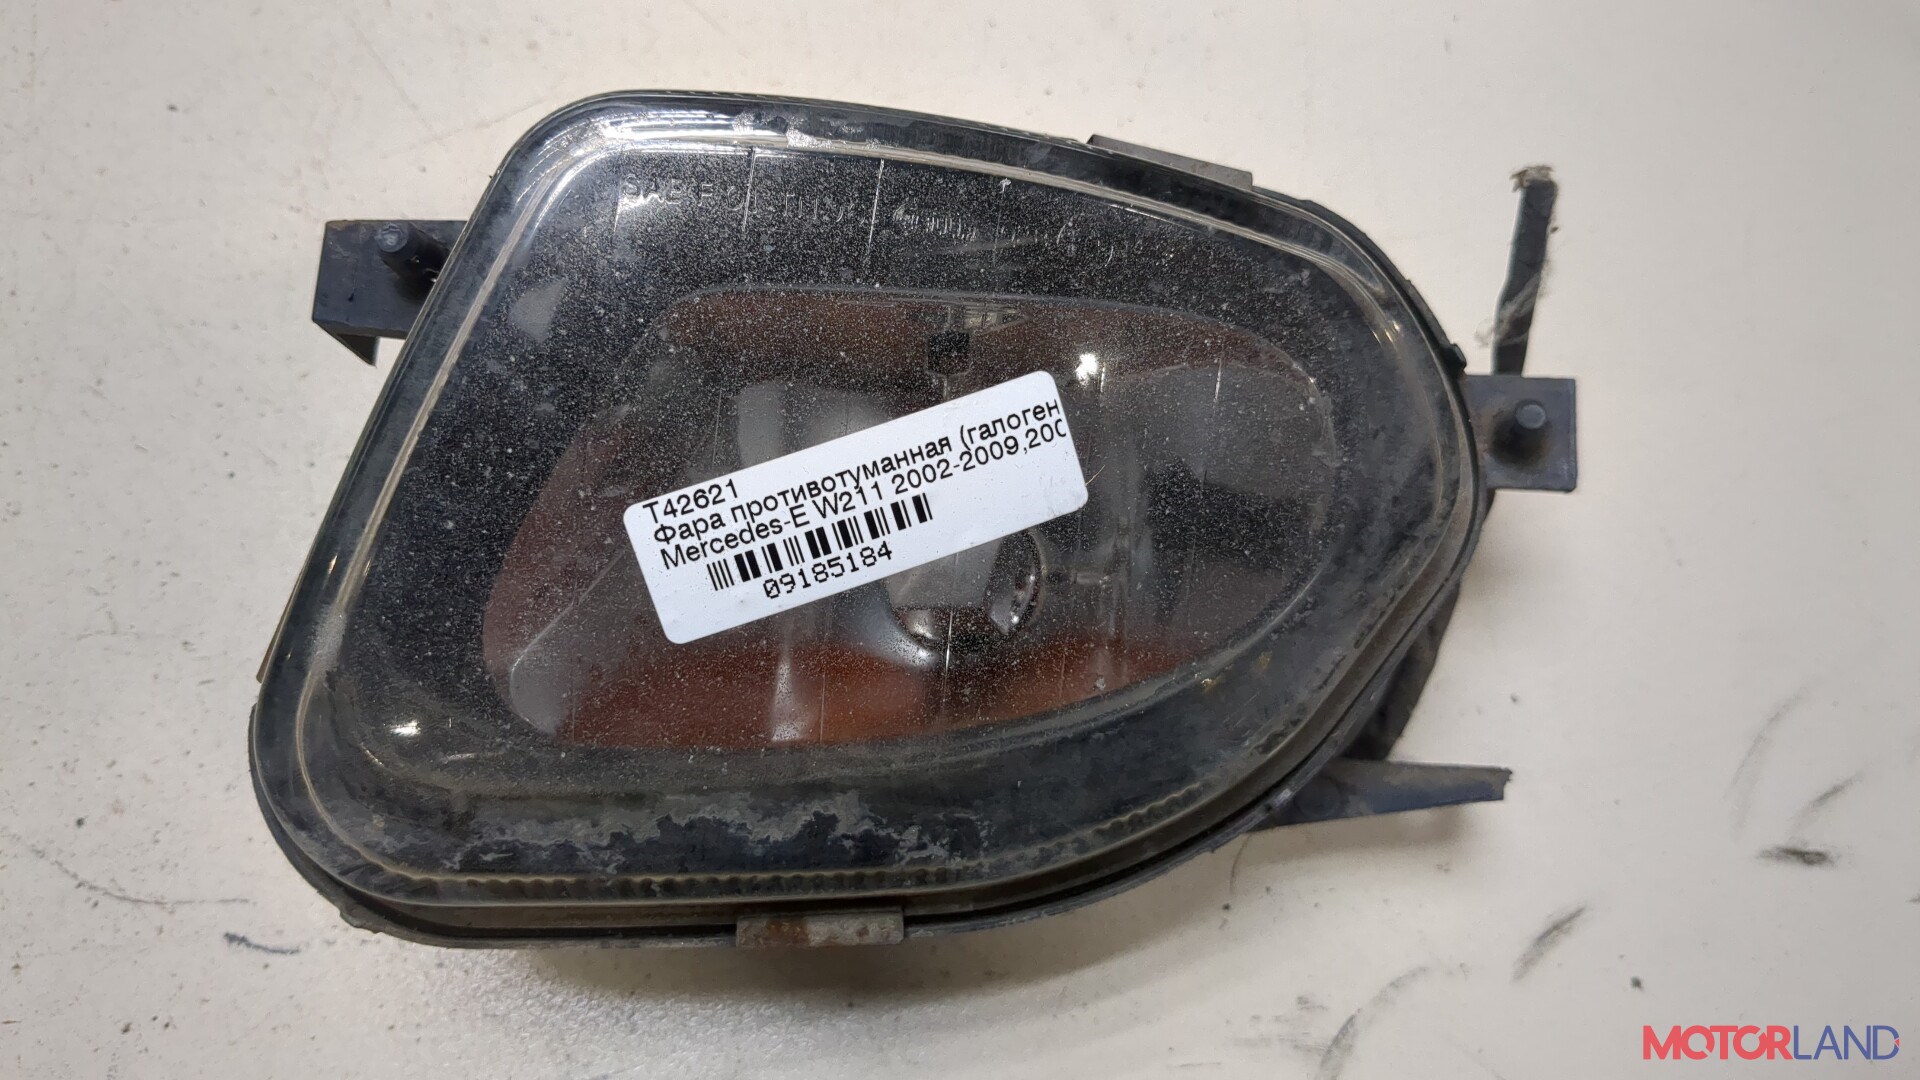 T42621
Фара противотуманная (галоген
Mercedes-E W211 2002-2009,200
09185184
MOTORLAND